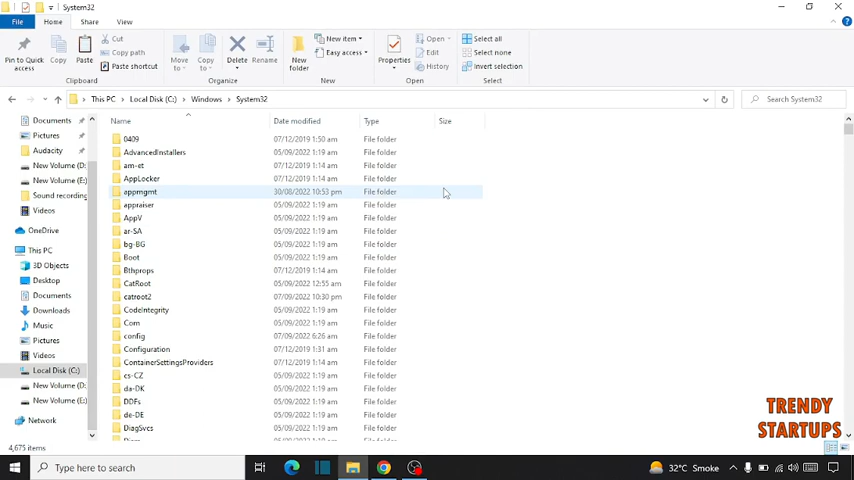 System32
File
Home
Share
View
Pin to Quick access
Copy
Paste
Cut
Copy path
Paste shortcut
Clipboard
Move to
Copy to
Delete
Rename
Organize
New folder
New item
Easy access
New
Properties
Open
Edit
History
Open
Select all
Select none
Invert selection
Select
This PC > Local Disk (C:) > Windows > System32
Search System32
Documents
Pictures
Audacity
New Volume (D:
New Volume (E:)
Sound recording
Videos
OneDrive
This PC
3D Objects
Desktop
Documents
Downloads
Music
Pictures
Videos
Local Disk (C:)
New Volume (D:
New Volume (E:)
Network
Name Date modified Type Size
0409 07/12/2019 1:50 am File folder
AdvancedInstallers 05/09/2022 1:19 am File folder
am-et 07/12/2019 1:14 am File folder
AppLocker 07/12/2019 1:14 am File folder
appmgmt 30/08/2022 10:53 pm File folder
appraiser 05/09/2022 1:19 am File folder
AppV 05/09/2022 1:19 am File folder
ar-SA 05/09/2022 1:19 am File folder
bg-BG 05/09/2022 1:19 am File folder
Boot 05/09/2022 1:19 am File folder
Bthprops 07/12/2019 1:14 am File folder
CatRoot 05/09/2022 12:55 am File folder
catroot2 07/09/2022 10:30 pm File folder
CodeIntegrity 05/09/2022 1:19 am File folder
Com 05/09/2022 1:19 am File folder
config 07/09/2022 6:26 am File folder
Configuration 07/12/2019 1:31 am File folder
ContainerSettingsProviders 07/12/2019 1:14 am File folder
cs-CZ 05/09/2022 1:19 am File folder
da-DK 05/09/2022 1:19 am File folder
DDFs 05/09/2022 1:19 am File folder
de-DE 05/09/2022 1:19 am File folder
DiagSvcs 05/09/2022 1:19 am File folder
4,675 items
TRENDY
STARTUPS
Type here to search
32°C Smoke